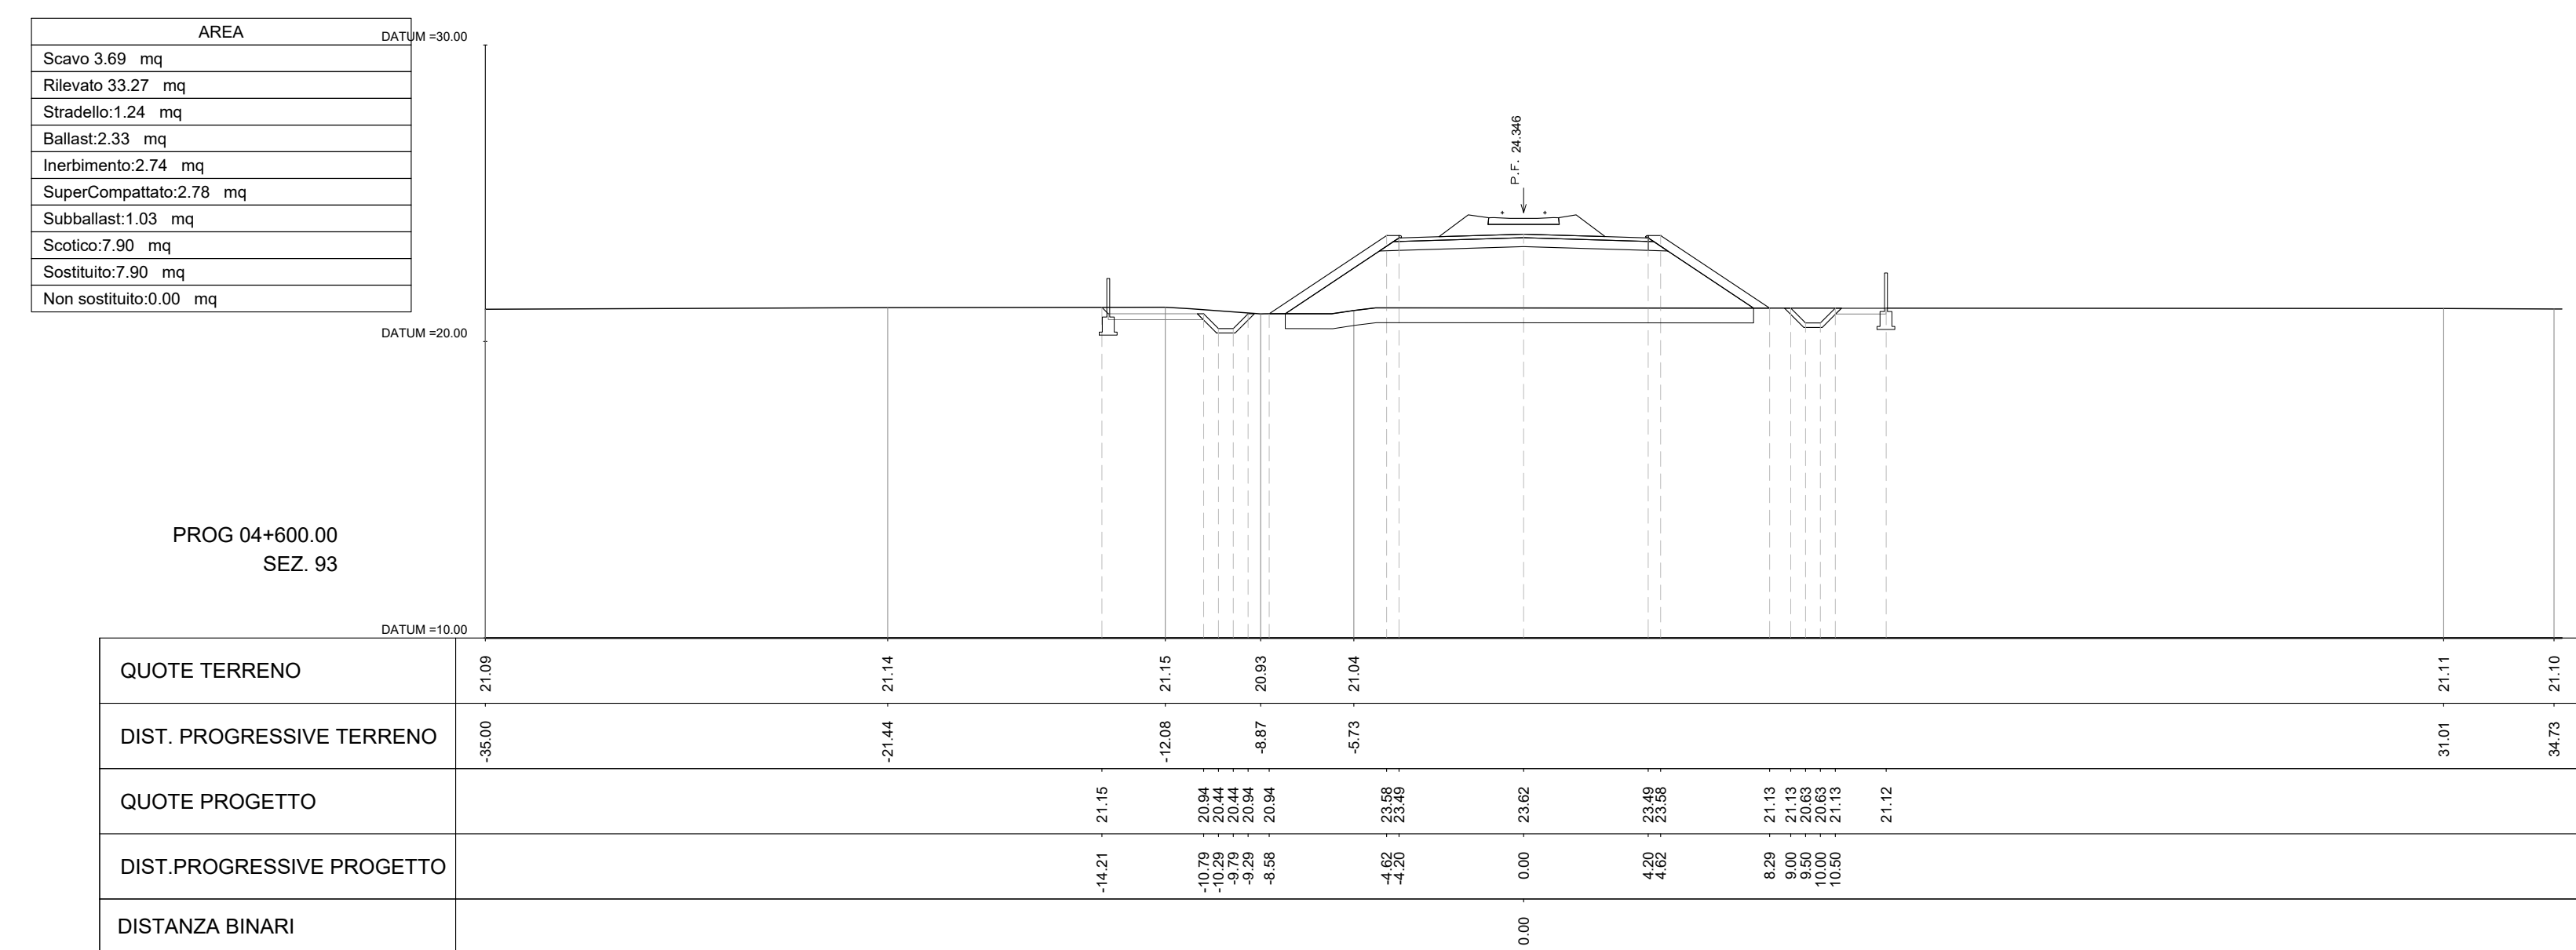 AREA
Scavo 3.69 mq
Rilevato 33.27 mq
Stradello:1.24 mq
Ballast:2.33 mq
Inerbimento:2.74 mq
SuperCompattato:2.78 mq
Subballast:1.03 mq
Scotico:7.90 mq
Sostituito:7.90 mq
Non sostituito:0.00 mq
DATUM =30.00
P.F. 24.346
DATUM =20.00
PROG 04+600.00
SEZ. 93
DATUM =10.00
QUOTE TERRENO 21.09 21.14 21.15 20.93 21.04 21.11 21.10
DIST. PROGRESSIVE TERRENO -35.00 -21.44 -12.08 -8.87 -5.73 31.01 34.73
QUOTE PROGETTO 21.15 20.94 20.44 20.44 20.94 20.94 23.58 23.49 23.62 23.49 23.58 21.13 21.13 20.63 20.63 21.13 21.12
DIST.PROGRESSIVE PROGETTO -14.21 -10.79 -10.29 -9.79 -9.29 -8.58 -4.62 -4.20 0.00 4.20 4.62 8.29 9.00 9.50 10.00 10.50
DISTANZA BINARI 0.00